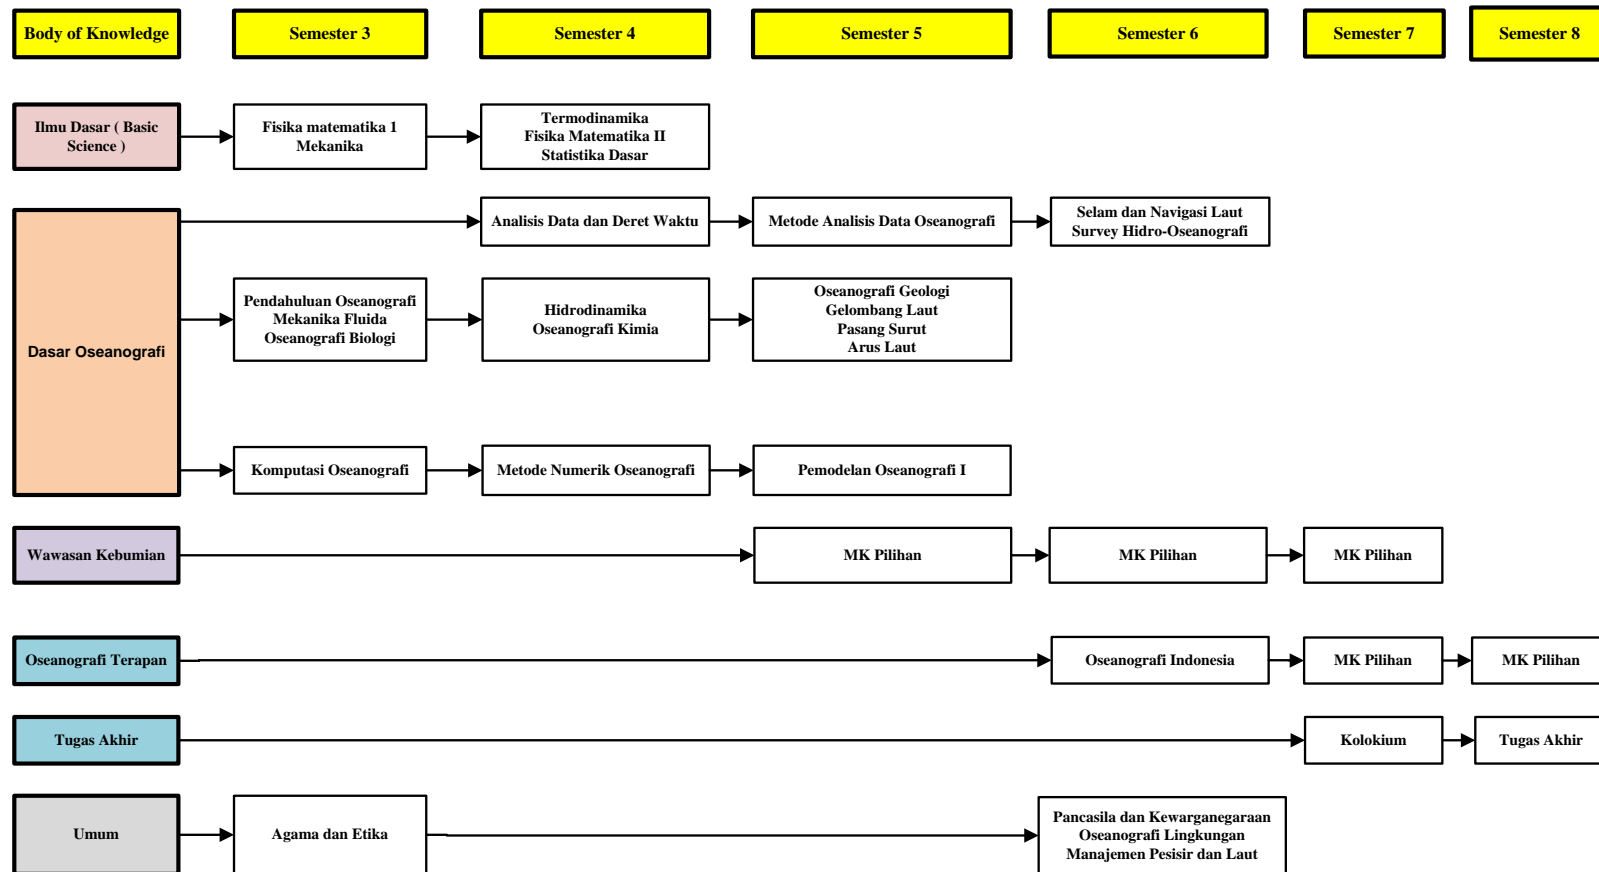 Body of Knowledge
Semester 3
Semester 4
Semester 5
Semester 6
Semester 7
Semester 8
Ilmu Dasar ( Basic
Science )
Fisika matematika 1
Mekanika
Termodinamika
Fisika Matematika II
Statistika Dasar
Dasar Oseanografi
Analisis Data dan Deret Waktu
Metode Analisis Data Oseanografi
Selam dan Navigasi Laut
Survey Hidro-Oseanografi
Pendahuluan Oseanografi
Mekanika Fluida
Oseanografi Biologi
Hidrodinamika
Oseanografi Kimia
Oseanografi Geologi
Gelombang Laut
Pasang Surut
Arus Laut
Komputasi Oseanografi
Metode Numerik Oseanografi
Pemodelan Oseanografi I
Wawasan Kebumian
MK Pilihan
MK Pilihan
MK Pilihan
Oseanografi Terapan
Oseanografi Indonesia
MK Pilihan
MK Pilihan
Tugas Akhir
Kolokium
Tugas Akhir
Umum
Agama dan Etika
Pancasila dan Kewarganegaraan
Oseanografi Lingkungan
Manajemen Pesisir dan Laut